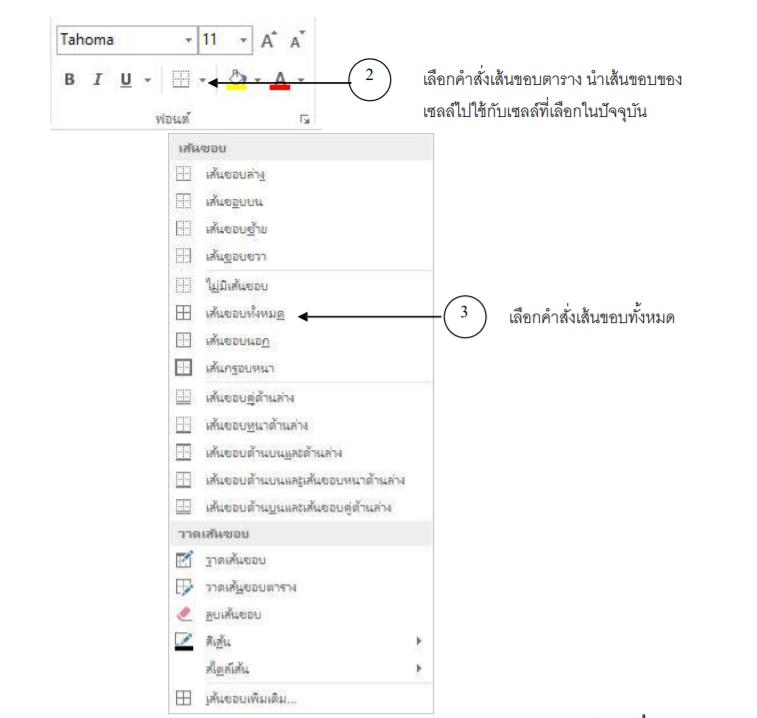 Tahoma 11 A A
B I U A
ฟอนต์
2
เลือกคำสั่งเส้นขอบตาราง นำเส้นขอบของ
เซลล์ไปใช้กับเซลล์ที่เลือกในปัจจุบัน
เส้นขอบ
เส้นขอบล่าง
เส้นขอบบน
เส้นขอบซ้าย
เส้นขอบขวา
ไม่มีเส้นขอบ
เส้นขอบทั้งหมด
3 เลือกคำสั่งเส้นขอบทั้งหมด
เส้นขอบนอก
เส้นกรอบหนา
เส้นขอบคู่ด้านล่าง
เส้นขอบหนาด้านล่าง
เส้นขอบด้านบนและด้านล่าง
เส้นขอบด้านบนและเส้นขอบหนาด้านล่าง
เส้นขอบด้านบนและเส้นขอบคู่ด้านล่าง
วาดเส้นขอบ
วาดเส้นขอบ
วาดเส้นขอบตาราง
ลบเส้นขอบ
สีเส้น
สไตล์เส้น
เส้นขอบเพิ่มเติม...